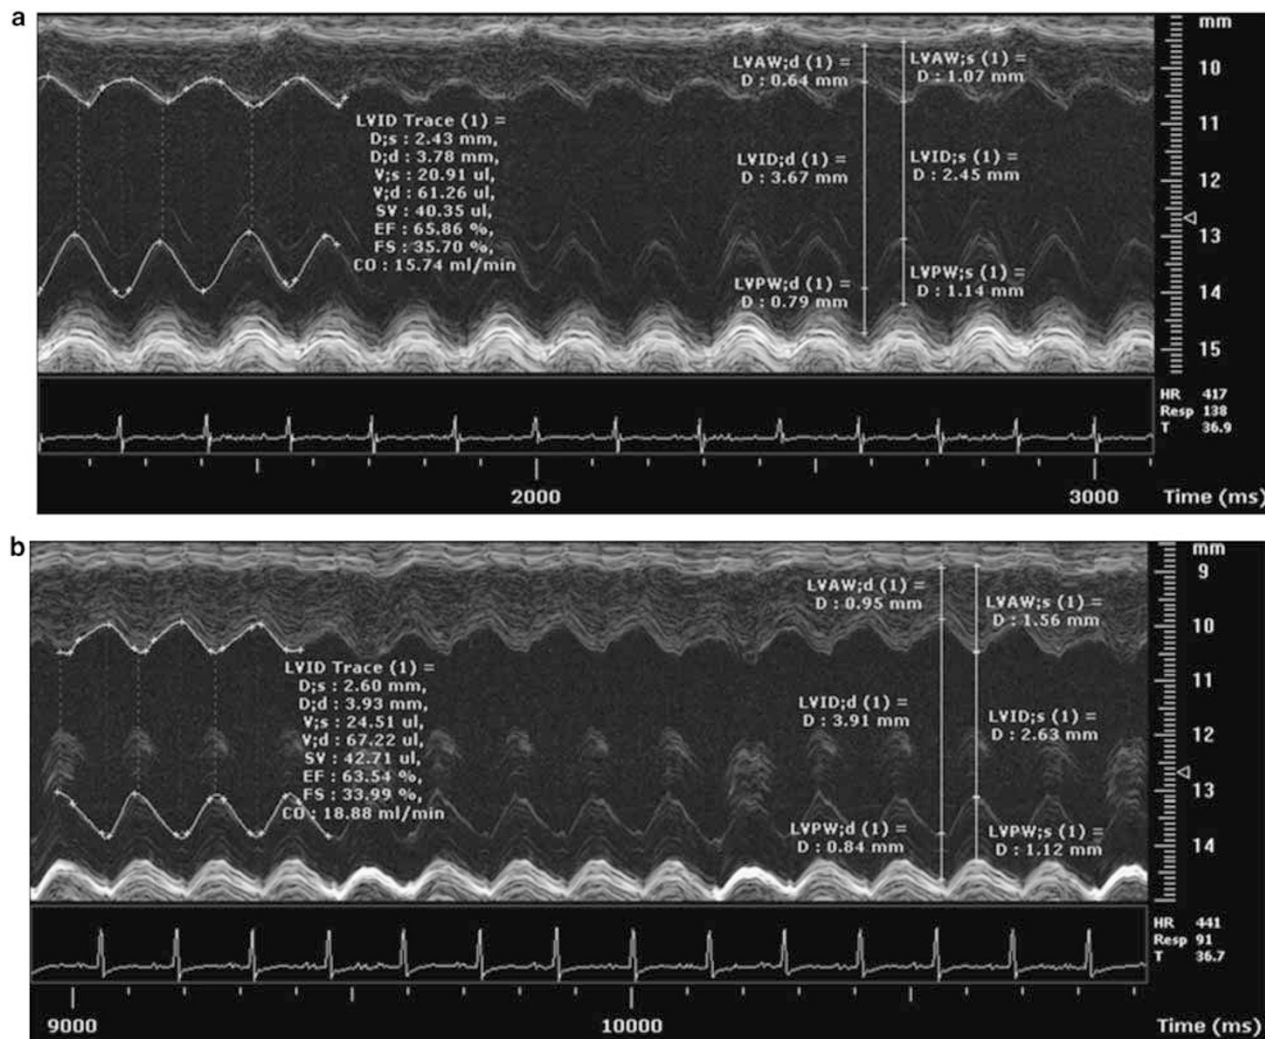 a
mm
LVAW;d (1) =
D : 0.64 mm
LVAW;s (1) =
D : 1.07 mm
10
LVID Trace (1) =
D;s : 2.43 mm,
D;d : 3.78 mm,
V;s : 20.91 ul,
V;d : 61.26 ul,
SV : 40.35 ul,
EF : 65.86 %,
FS : 35.70 %,
CO : 15.74 ml/min
11
LVID;d (1) =
D : 3.67 mm
LVID;s (1) =
D : 2.45 mm
12
13
LVPW;d (1) =
D : 0.79 mm
LVPW;s (1) =
D : 1.14 mm
14
15
HR 417
Resp 138
T 36.9
2000 3000 Time (ms)
b
mm
9
LVAW;d (1) =
D : 0.95 mm
LVAW;s (1) =
D : 1.56 mm
10
LVID Trace (1) =
D;s : 2.60 mm,
D;d : 3.93 mm,
V;s : 24.51 ul,
V;d : 67.22 ul,
SV : 42.71 ul,
EF : 63.54 %,
FS : 33.99 %,
CO : 18.88 ml/min
11
LVID;d (1) =
D : 3.91 mm
LVID;s (1) =
D : 2.63 mm
12
13
LVPW;d (1) =
D : 0.84 mm
LVPW;s (1) =
D : 1.12 mm
14
HR 441
Resp 91
T 36.7
9000 10000 Time (ms)